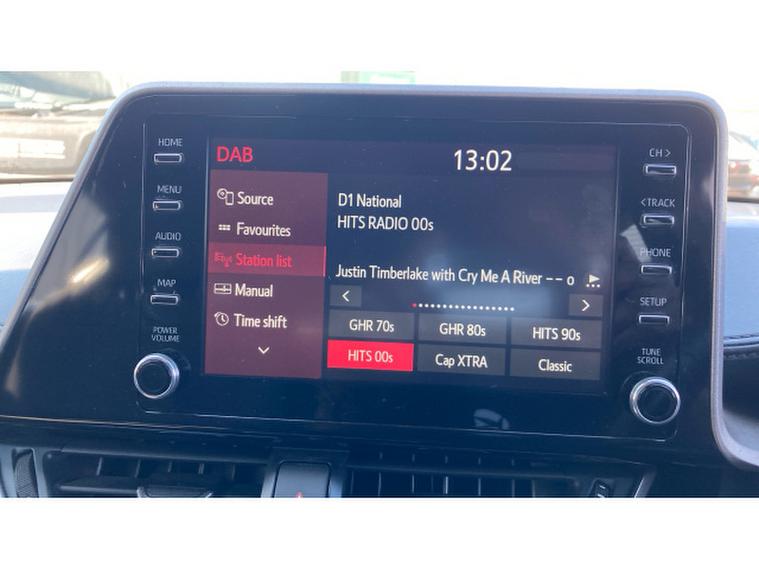 HOME
MENU
AUDIO
MAP
POWER
VOLUME
DAB
13:02
Source
Favourites
Station list
Manual
Time shift
D1 National
HITS RADIO 00s
Justin Timberlake with Cry Me A River -- o
GHR 70s
GHR 80s
HITS 90s
HITS 00s
Cap XTRA
Classic
CH >
< TRACK
PHONE
SETUP
TUNE
SCROLL